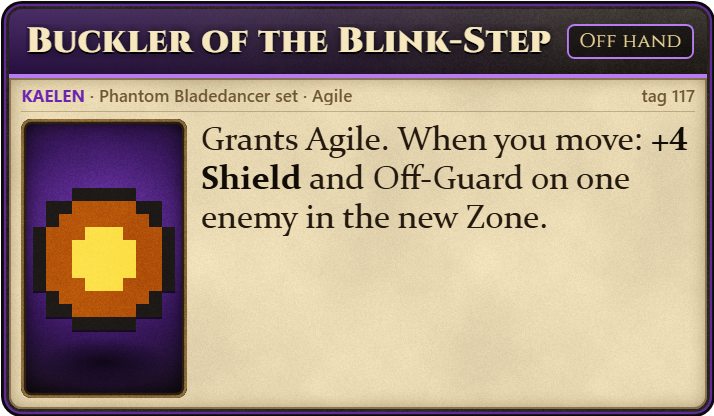 Buckler of the Blink-Step
Off hand
KAELEN · Phantom Bladedancer set · Agile
tag 117
Grants Agile. When you move: +4
Shield and Off-Guard on one
enemy in the new Zone.